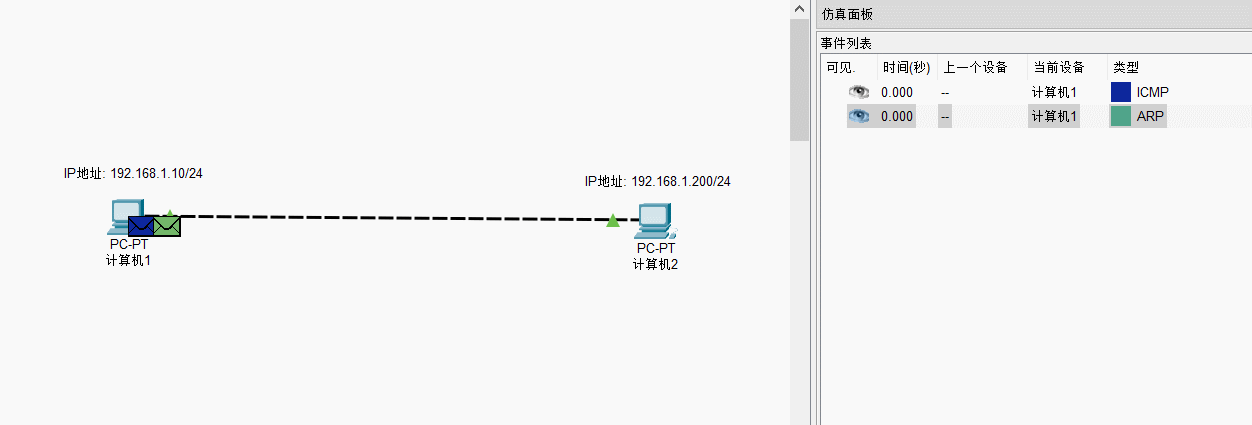 仿真面板
事件列表
可见. 时间(秒) 上一个设备 当前设备 类型
0.000 -- 计算机1 ICMP
0.000 -- 计算机1 ARP
IP地址: 192.168.1.10/24
IP地址: 192.168.1.200/24
PC-PT
计算机1
PC-PT
计算机2